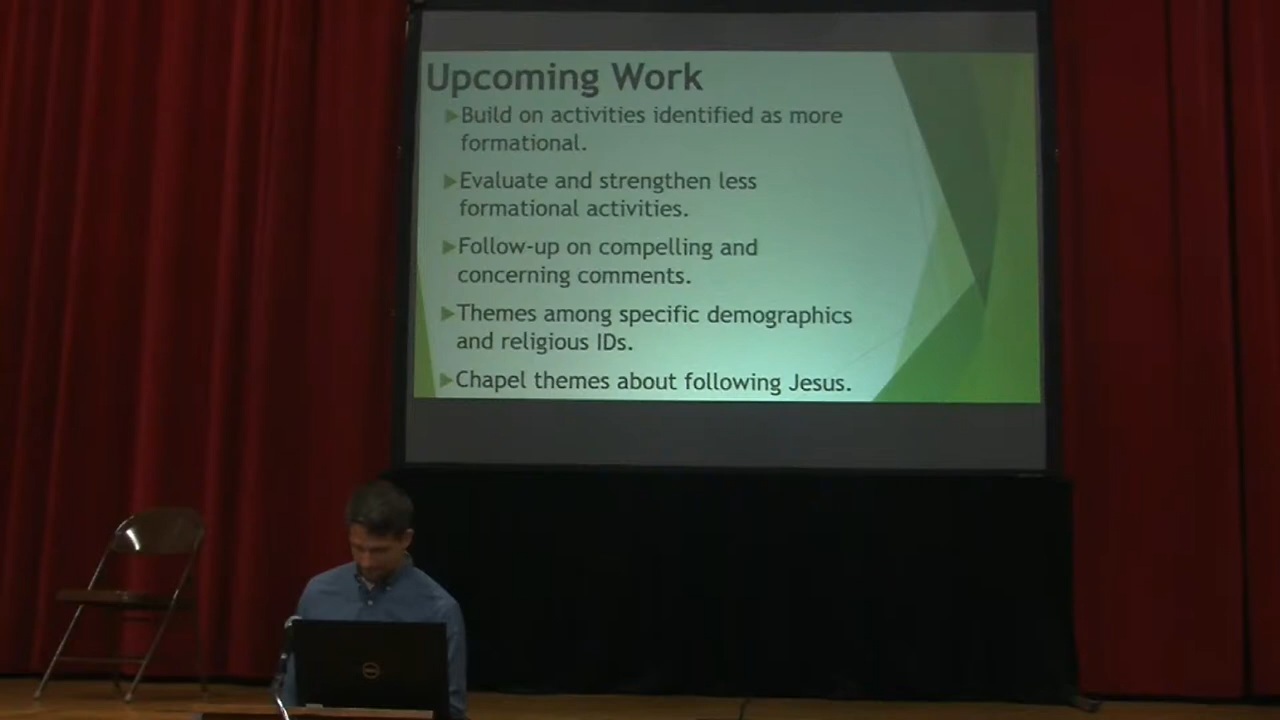 Upcoming Work
Build on activities identified as more
formational.
Evaluate and strengthen less
formational activities.
Follow-up on compelling and
concerning comments.
Themes among specific demographics
and religious IDs.
Chapel themes about following Jesus.
DELL